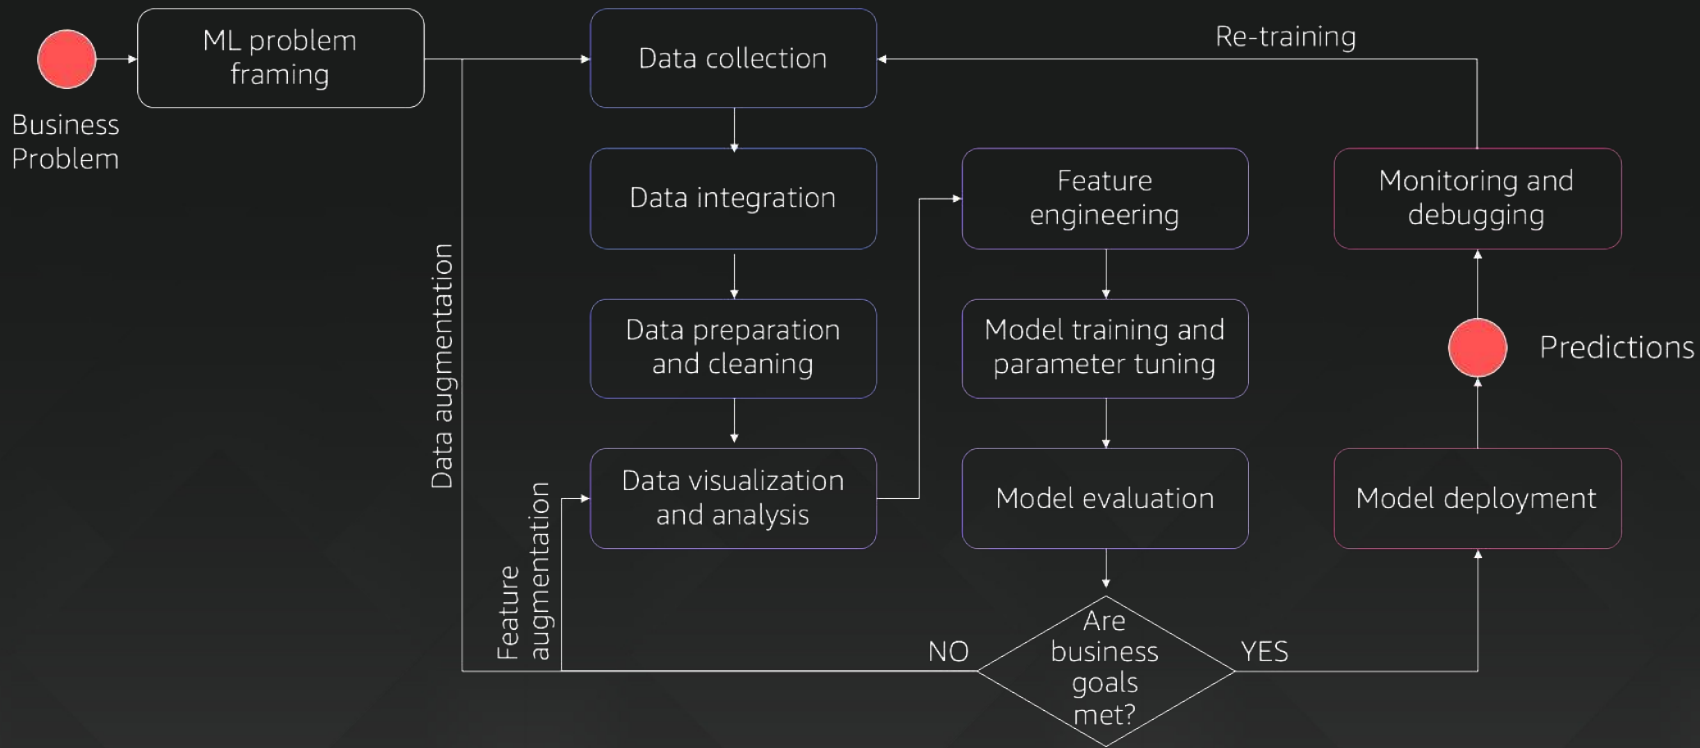 Business
Problem
ML problem
framing
Data collection
Re-training
Data integration
Feature
engineering
Monitoring and
debugging
Data augmentation
Data preparation
and cleaning
Model training and
parameter tuning
Predictions
Feature
augmentation
Data visualization
and analysis
Model evaluation
Model deployment
NO
Are
business
goals
met?
YES